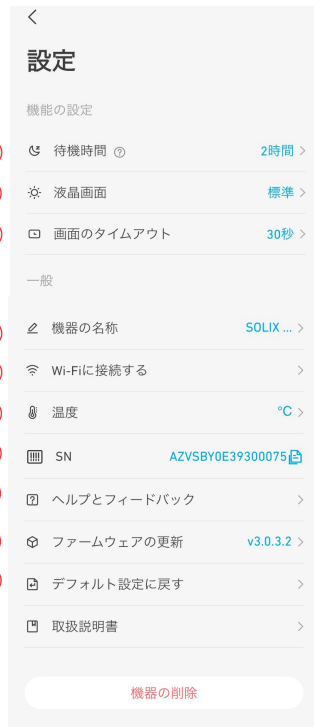 設定
機能の設定
待機時間 ? 2時間
液晶画面 標準
画面のタイムアウト 30秒
一般
機器の名称 SOLIX ...
Wi-Fiに接続する
温度 °C
SN AZVSBY0E39300075
ヘルプとフィードバック
ファームウェアの更新 v3.0.3.2
デフォルト設定に戻す
取扱説明書
機器の削除